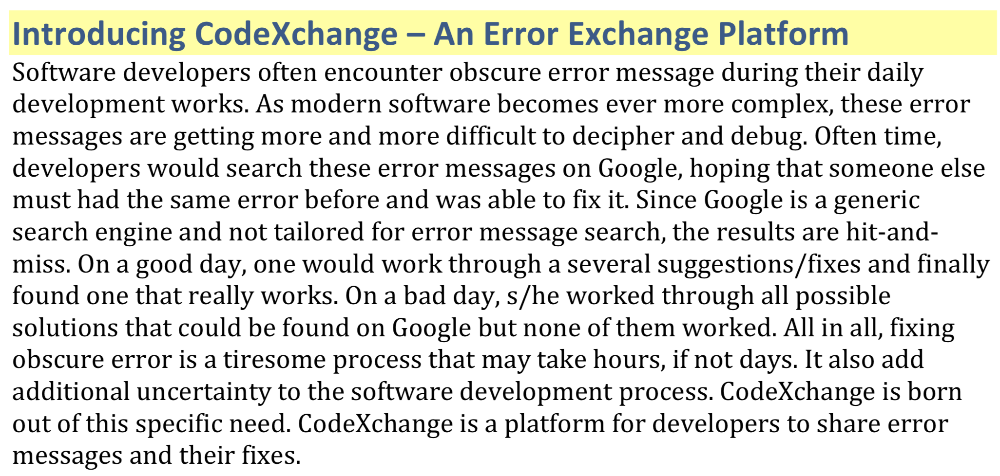 Introducing CodeXchange – An Error Exchange Platform
Software developers often encounter obscure error message during their daily
development works. As modern software becomes ever more complex, these error
messages are getting more and more difficult to decipher and debug. Often time,
developers would search these error messages on Google, hoping that someone else
must had the same error before and was able to fix it. Since Google is a generic
search engine and not tailored for error message search, the results are hit-and-
miss. On a good day, one would work through a several suggestions/fixes and finally
found one that really works. On a bad day, s/he worked through all possible
solutions that could be found on Google but none of them worked. All in all, fixing
obscure error is a tiresome process that may take hours, if not days. It also add
additional uncertainty to the software development process. CodeXchange is born
out of this specific need. CodeXchange is a platform for developers to share error
messages and their fixes.